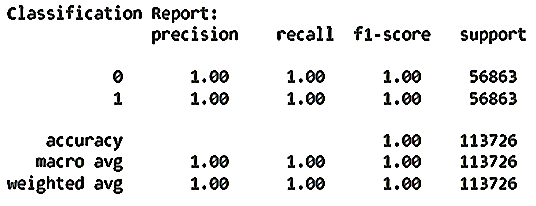 Classification Report:
precision recall f1-score support
0 1.00 1.00 1.00 56863
1 1.00 1.00 1.00 56863
accuracy 1.00 113726
macro avg 1.00 1.00 1.00 113726
weighted avg 1.00 1.00 1.00 113726